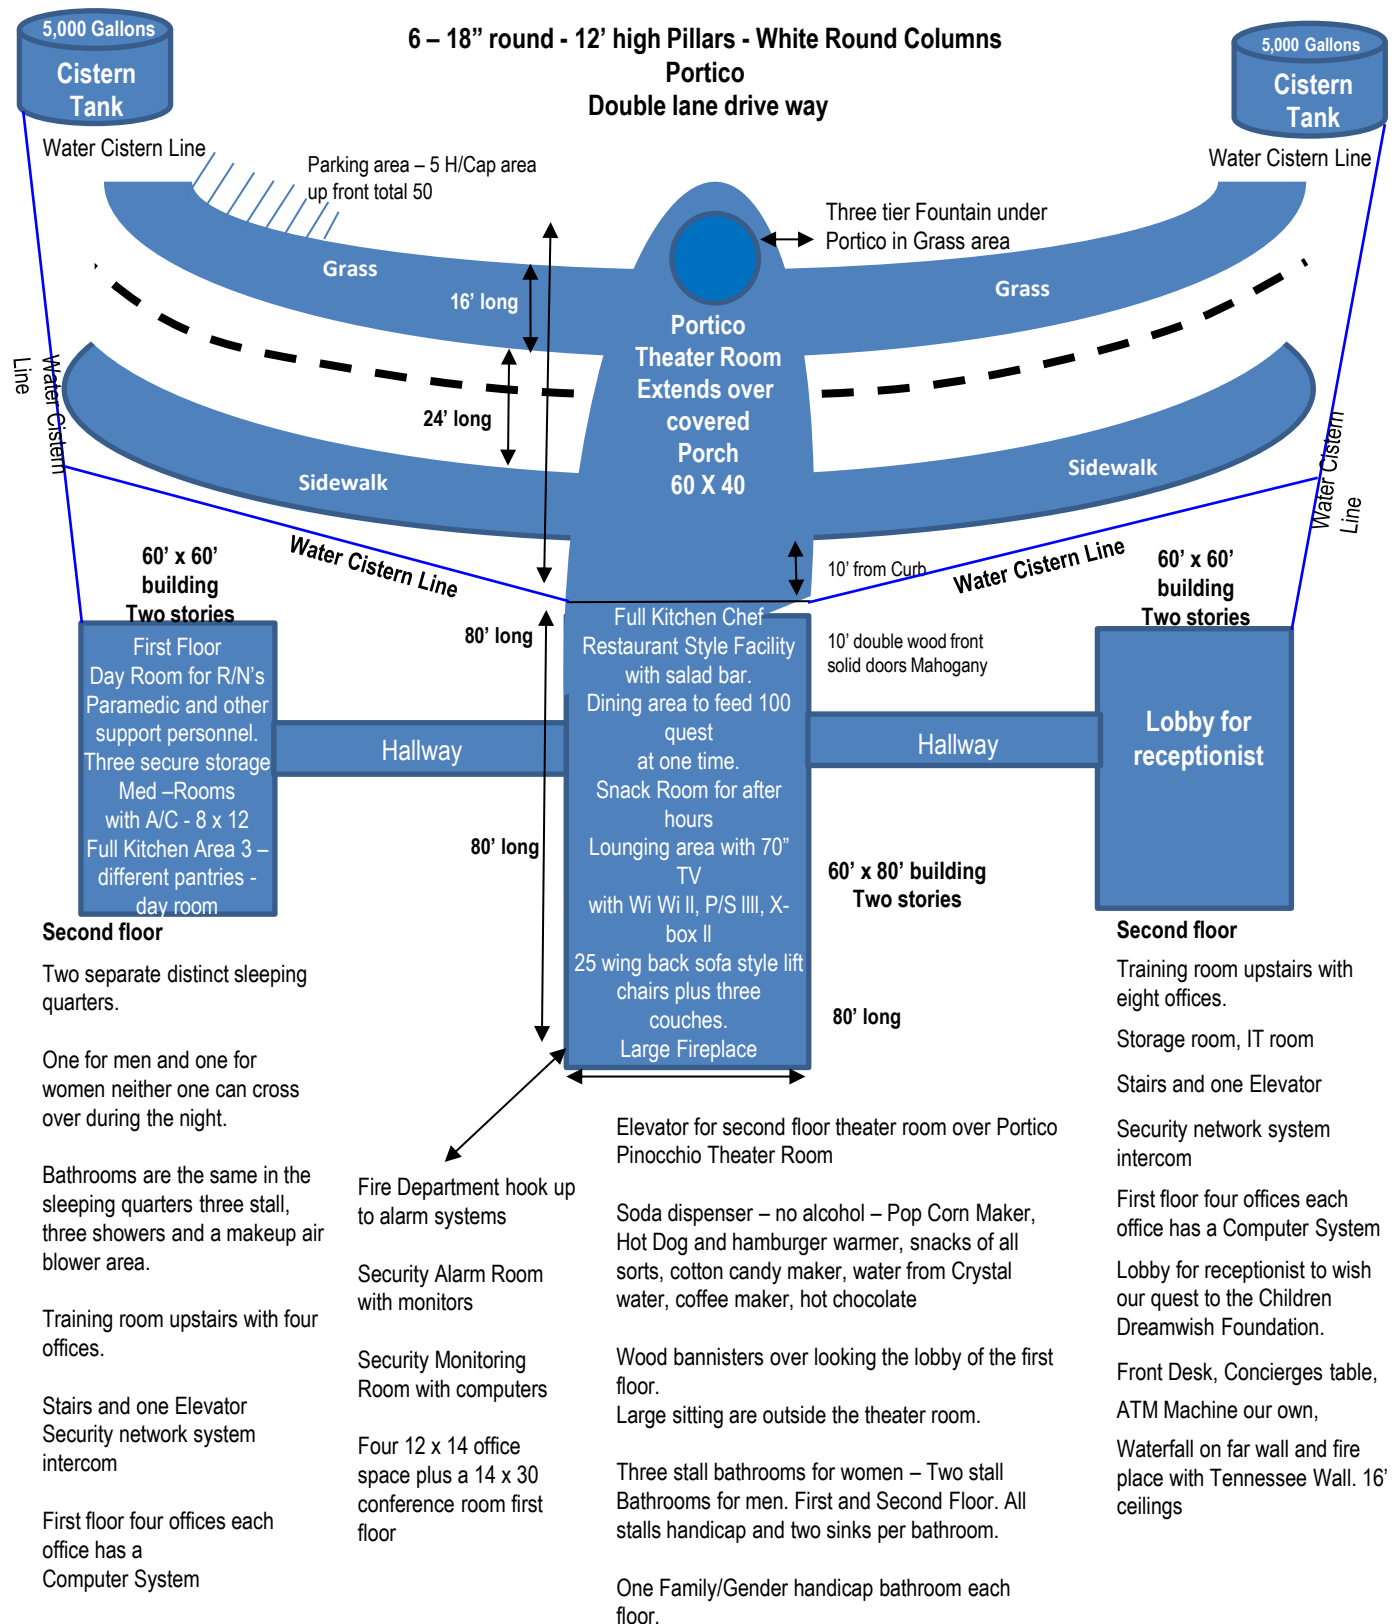 5,000 Gallons
Cistern
Tank
6 – 18” round - 12’ high Pillars - White Round Columns
Portico
Double lane drive way
5,000 Gallons
Cistern
Tank
Water Cistern Line
Parking area – 5 H/Cap area
up front total 50
Water Cistern Line
Three tier Fountain under
Portico in Grass area
Grass
16’ long
Grass
Portico
Theater Room
Extends over
covered
Porch
60 X 40
Water Cistern
Line
24’ long
Sidewalk
Sidewalk
Water Cistern
Line
Water Cistern Line
10’ from Curb
Water Cistern Line
60’ x 60’
building
Two stories
60’ x 60’
building
Two stories
80’ long
10’ double wood front
solid doors Mahogany
First Floor
Day Room for R/N’s
Paramedic and other
support personnel.
Three secure storage
Med –Rooms
with A/C - 8 x 12
Full Kitchen Area 3 –
different pantries -
day room
Hallway
Full Kitchen Chef
Restaurant Style Facility
with salad bar.
Dining area to feed 100
quest
at one time.
Snack Room for after
hours
Lounging area with 70”
TV
with Wi Wi II, P/S IIII, X-
box II
25 wing back sofa style lift
chairs plus three
couches.
Large Fireplace
Hallway
Lobby for
receptionist
80’ long
60’ x 80’ building
Two stories
80’ long
Second floor
Two separate distinct sleeping
quarters.
One for men and one for
women neither one can cross
over during the night.
Bathrooms are the same in the
sleeping quarters three stall,
three showers and a makeup air
blower area.
Training room upstairs with four
offices.
Stairs and one Elevator
Security network system
intercom
First floor four offices each
office has a
Computer System
Fire Department hook up
to alarm systems
Security Alarm Room
with monitors
Security Monitoring
Room with computers
Four 12 x 14 office
space plus a 14 x 30
conference room first
floor
Elevator for second floor theater room over Portico
Pinocchio Theater Room
Soda dispenser – no alcohol – Pop Corn Maker,
Hot Dog and hamburger warmer, snacks of all
sorts, cotton candy maker, water from Crystal
water, coffee maker, hot chocolate
Wood bannisters over looking the lobby of the first
floor.
Large sitting are outside the theater room.
Three stall bathrooms for women – Two stall
Bathrooms for men. First and Second Floor. All
stalls handicap and two sinks per bathroom.
One Family/Gender handicap bathroom each
floor.
Second floor
Training room upstairs with
eight offices.
Storage room, IT room
Stairs and one Elevator
Security network system
intercom
First floor four offices each
office has a Computer System
Lobby for receptionist to wish
our quest to the Children
Dreamwish Foundation.
Front Desk, Concierges table,
ATM Machine our own,
Waterfall on far wall and fire
place with Tennessee Wall. 16’
ceilings